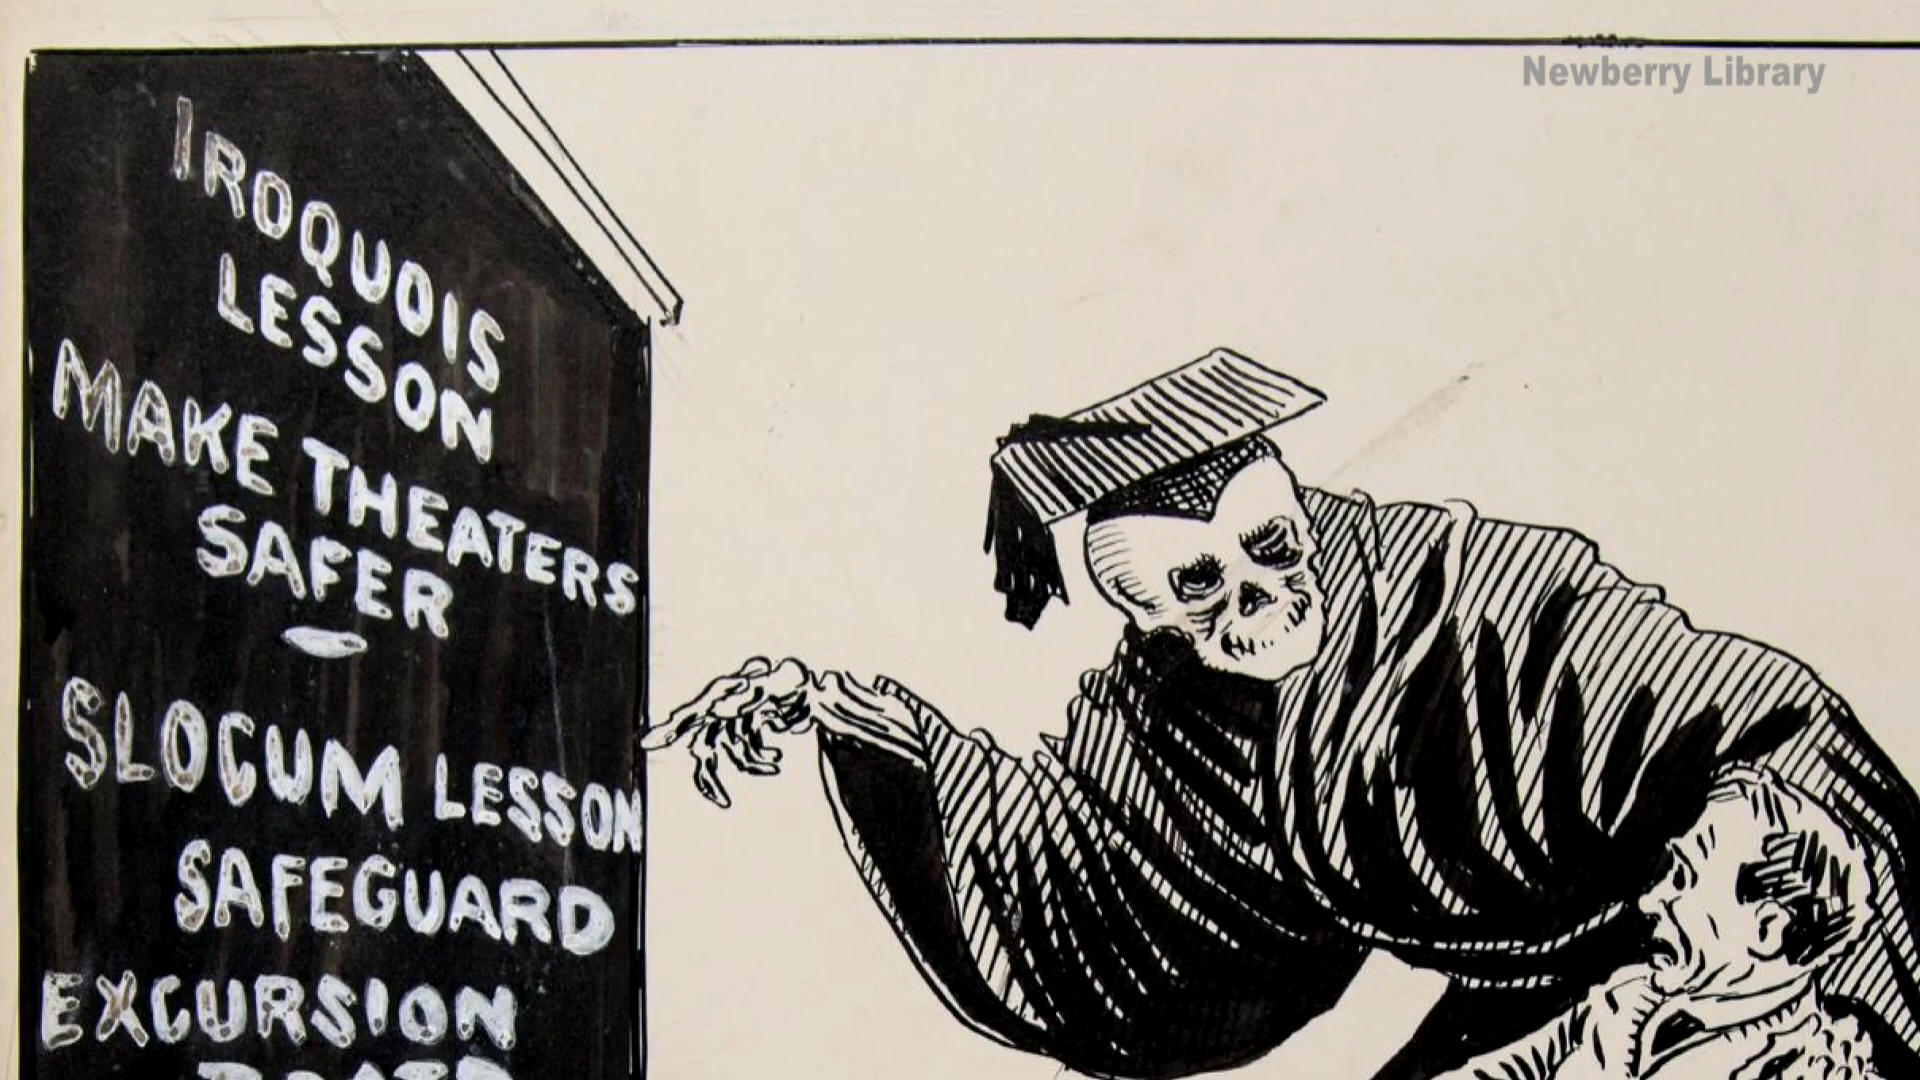 Newberry Library
IROQUOIS
LESSON
MAKE THEATERS
SAFER
SLOCUM LESSON
SAFEGUARD
EXCURSION